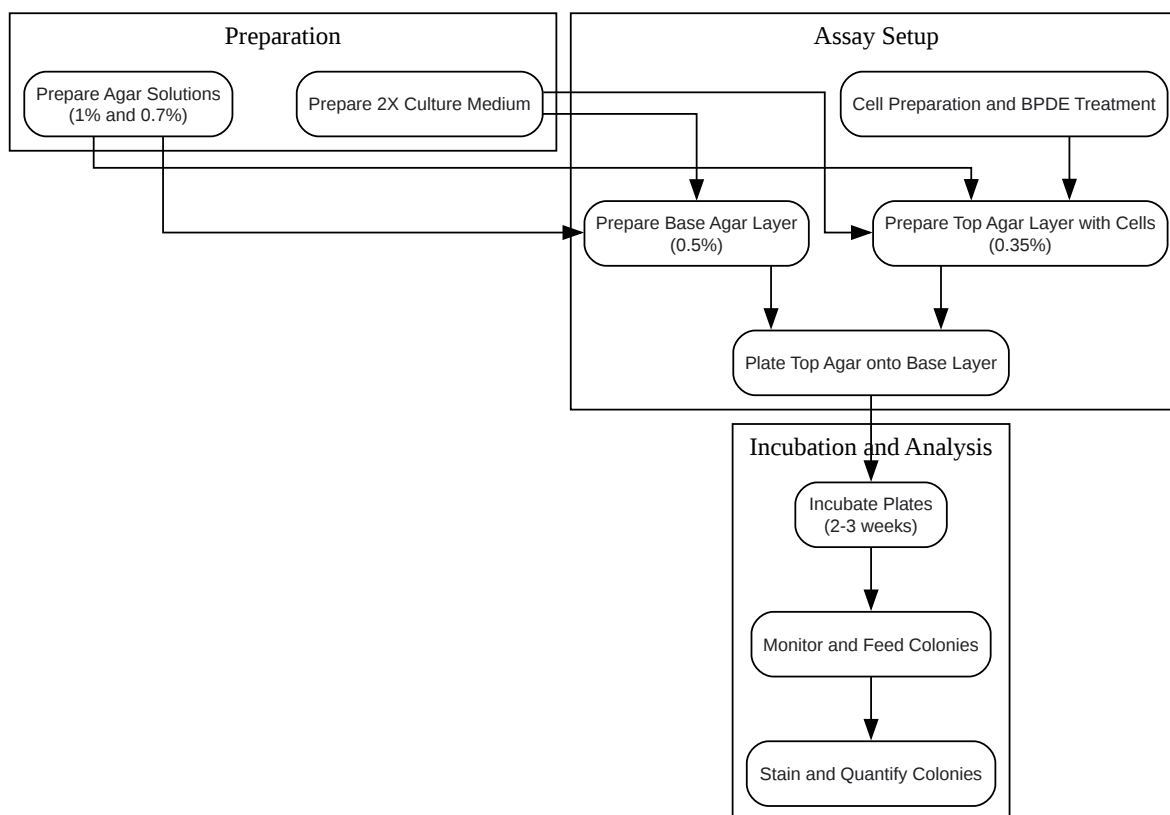 Preparation
Assay Setup
Prepare Agar Solutions
(1% and 0.7%)
Prepare 2X Culture Medium
Cell Preparation and BPDE Treatment
Prepare Base Agar Layer
(0.5%)
Prepare Top Agar Layer with Cells
(0.35%)
Plate Top Agar onto Base Layer
Incubation and Analysis
Incubate Plates
(2-3 weeks)
Monitor and Feed Colonies
Stain and Quantify Colonies